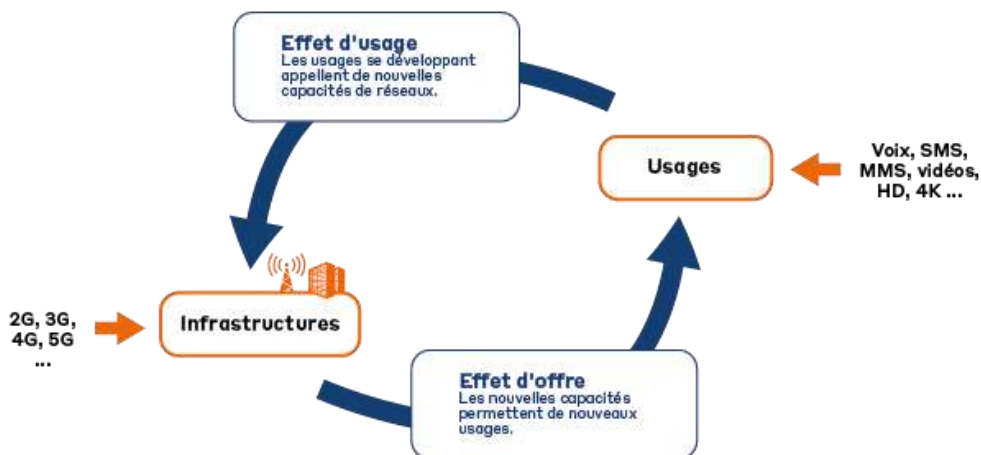 Effet d'usage
Les usages se développant
appellent de nouvelles
capacités de réseaux.
Usages
Voix, SMS,
MMS, vidéos,
HD, 4K ...
Infrastructures
2G, 3G,
4G, 5G
...
Effet d'offre
Les nouvelles capacités
permettent de nouveaux
usages.